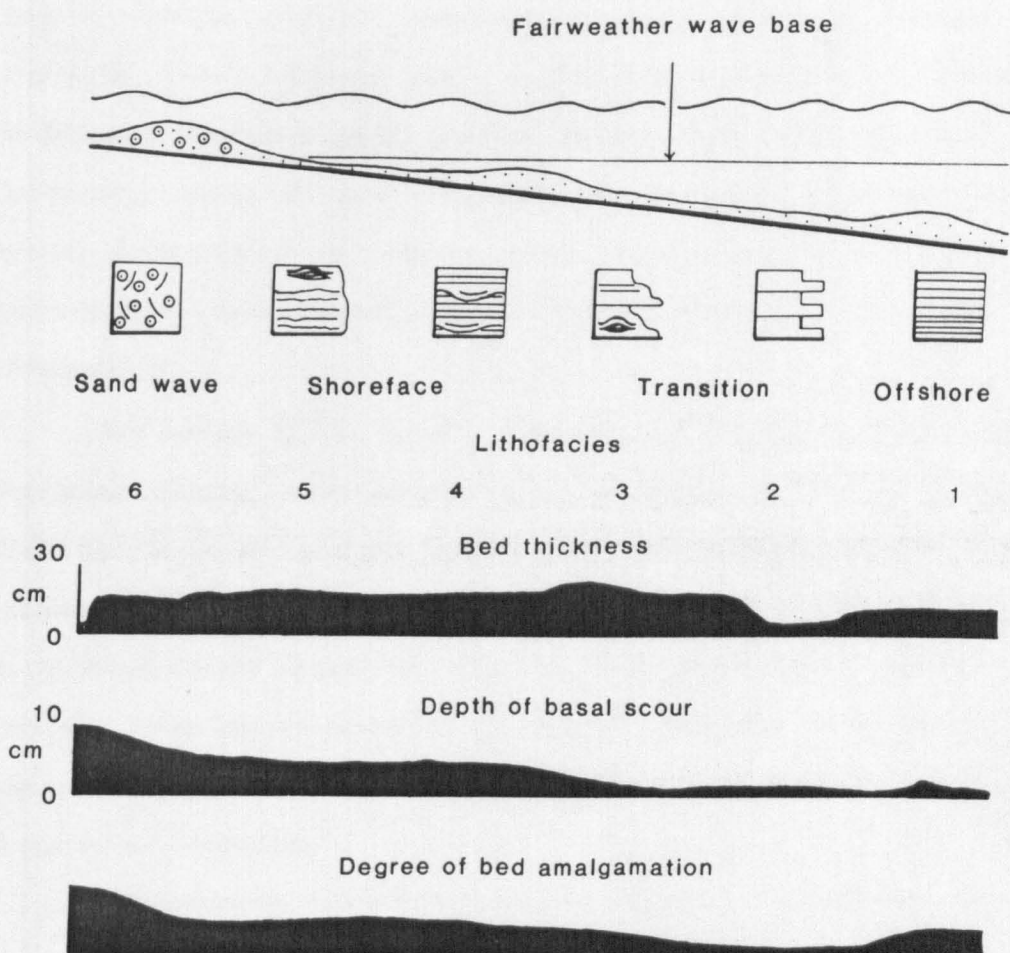 Fairweather wave base
Sand wave Shoreface Transition Offshore
Lithofacies
6 5 4 3 2 1
Bed thickness
30
cm
0
Depth of basal scour
10
cm
0
Degree of bed amalgamation